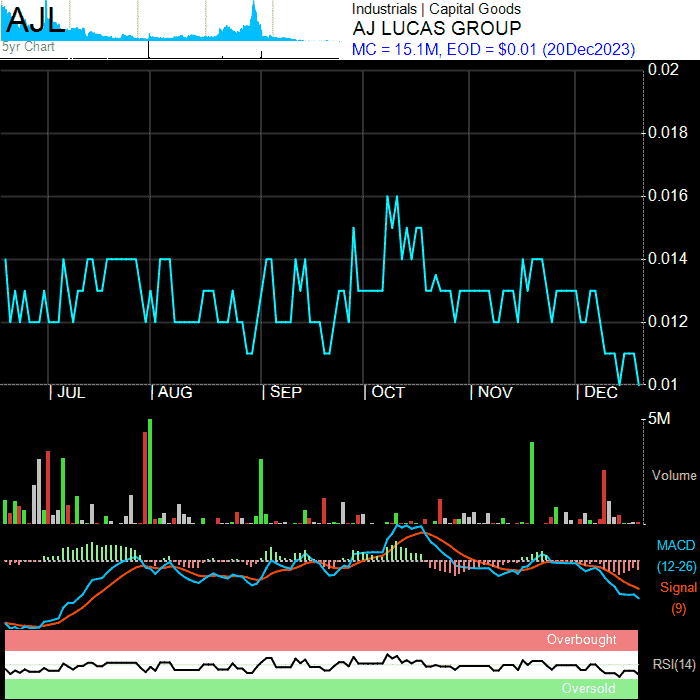 AJL
5yr Chart
Industrials | Capital Goods
AJ LUCAS GROUP
MC = 15.1M, EOD = $0.01 (20Dec2023)
0.02
0.018
0.016
0.014
0.012
0.01
JUL AUG SEP OCT NOV DEC
5M
Volume
MACD
(12-26)
Signal
(9)
Overbought
RSI(14)
Oversold